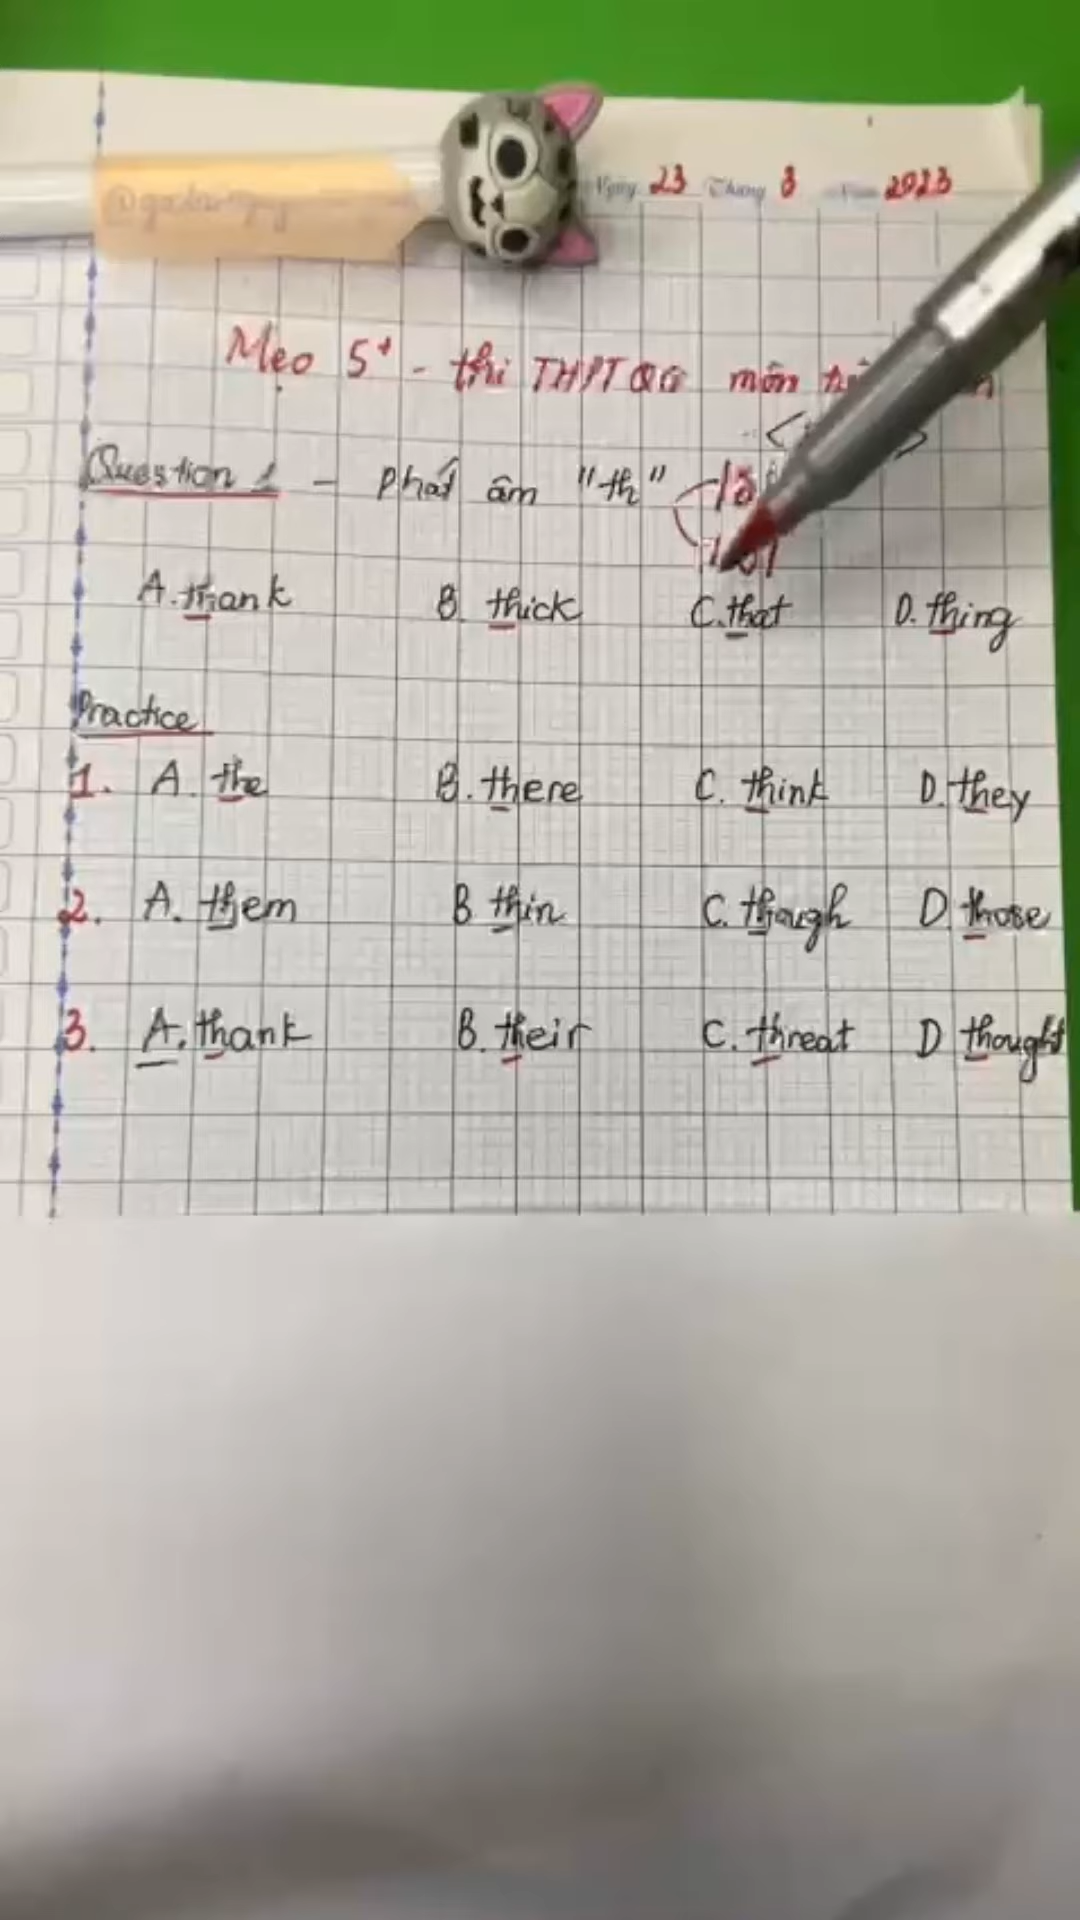 Ngày 23 Tháng 3 Năm 2023
Mẹo 5+ - thi THPTQG môn
Question 1 - Phát âm "th"
A. thank B. thick C. that D. thing
Practice
1. A. the B. there C. think D. they
2. A. them B thin C. though D. those
3. A. thank B. their C. threat D thought